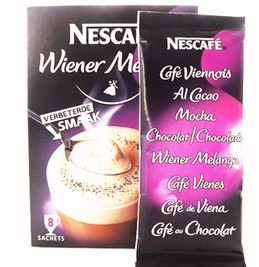 NESCAFÉ
Wiener Mela
VERBETERDE
SMAAK
8
SACHETS
NESCAFÉ
Café Viennois
Al Cacao
Mocha
Chocolat / Chocolade
Wiener Melange
Café Vienés
Café de Viena
Café au Chocolat